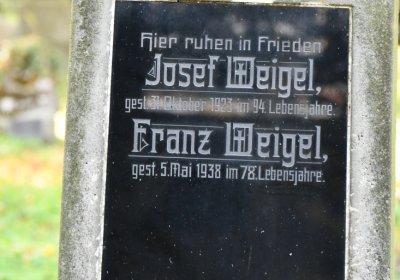 Hier ruhen in Frieden
Josef Weigel,
gest. 31. Oktober 1923 im 94. Lebensjahre.
Franz Weigel,
gest. 5. Mai 1938 im 78. Lebensjahre.